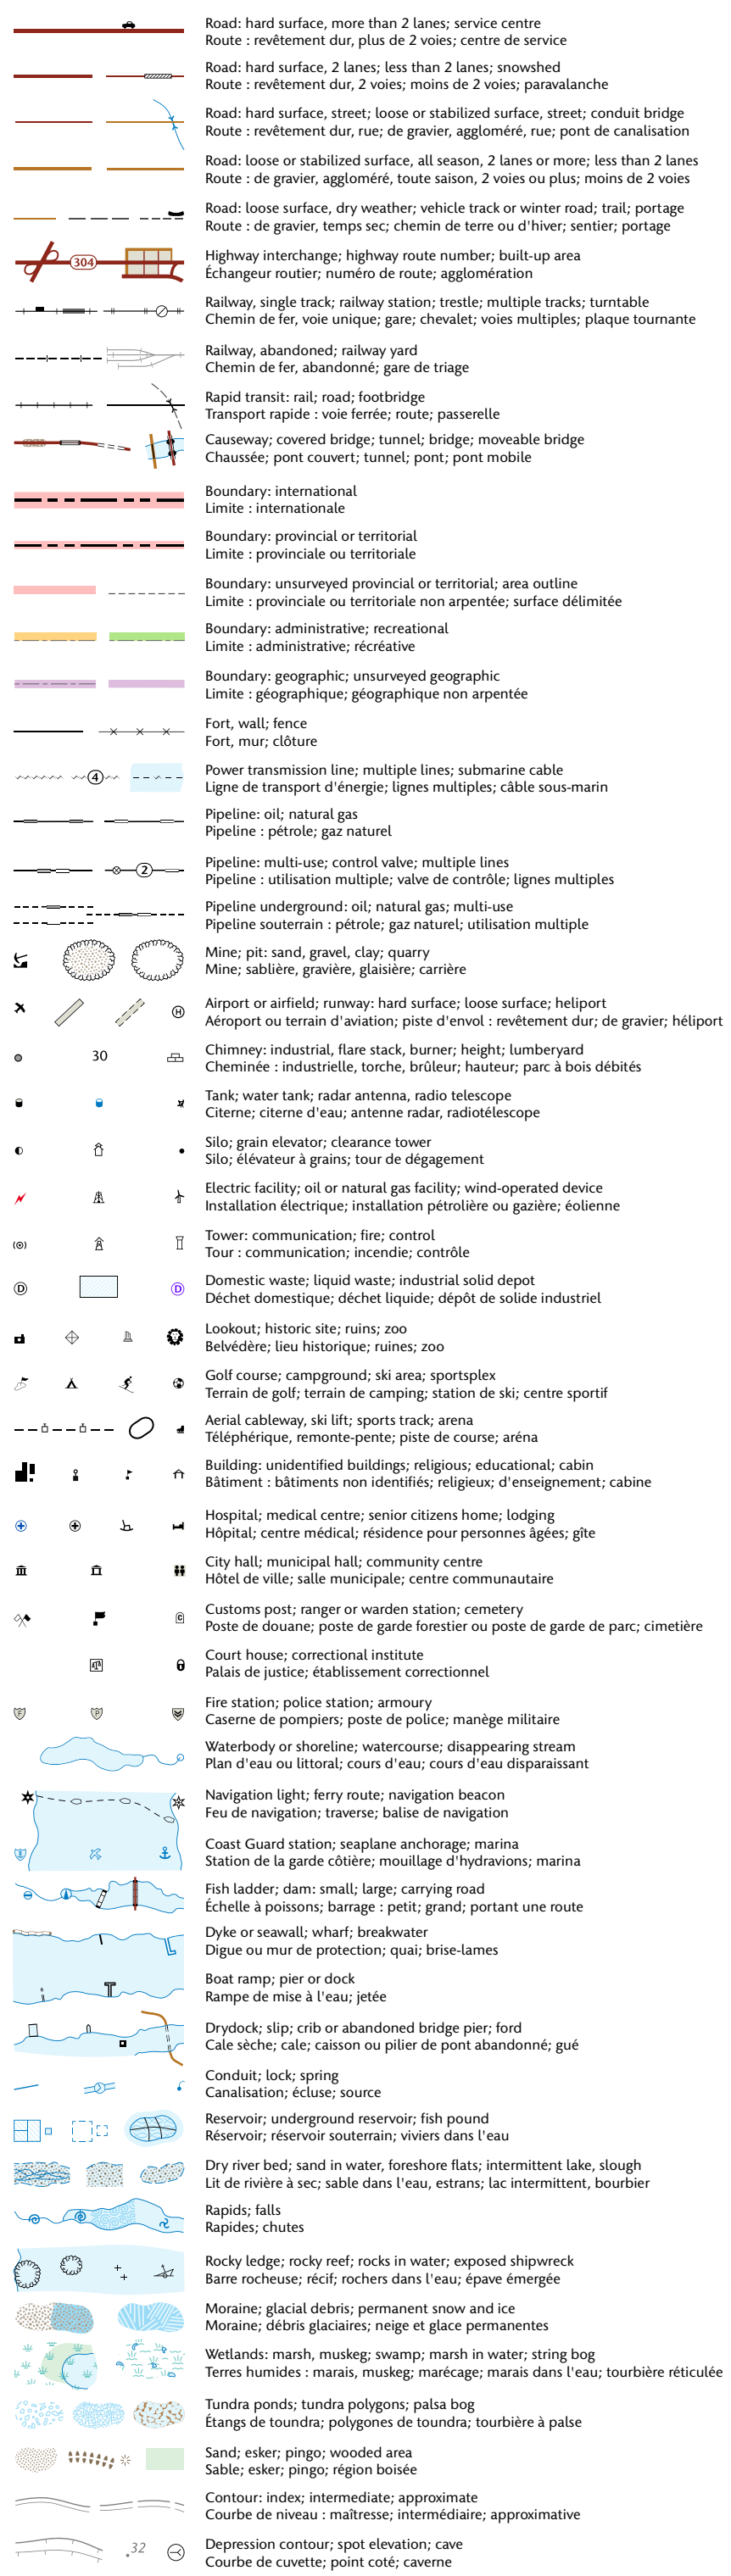 Road: hard surface, more than 2 lanes; service centre
Route : revêtement dur, plus de 2 voies; centre de service
Road: hard surface, 2 lanes; less than 2 lanes; snowshed
Route : revêtement dur, 2 voies; moins de 2 voies; paravalanche
Road: hard surface, street; loose or stabilized surface, street; conduit bridge
Route : revêtement dur, rue; de gravier, aggloméré, rue; pont de canalisation
Road: loose or stabilized surface, all season, 2 lanes or more; less than 2 lanes
Route : de gravier, aggloméré, toute saison, 2 voies ou plus; moins de 2 voies
Road: loose surface, dry weather; vehicle track or winter road; trail; portage
Route : de gravier, temps sec; chemin de terre ou d'hiver; sentier; portage
304
Highway interchange; highway route number; built-up area
Échangeur routier; numéro de route; agglomération
Railway, single track; railway station; trestle; multiple tracks; turntable
Chemin de fer, voie unique; gare; chevalet; voies multiples; plaque tournante
Railway, abandoned; railway yard
Chemin de fer, abandonné; gare de triage
Rapid transit: rail; road; footbridge
Transport rapide : voie ferrée; route; passerelle
Causeway; covered bridge; tunnel; bridge; moveable bridge
Chaussée; pont couvert; tunnel; pont; pont mobile
Boundary: international
Limite : internationale
Boundary: provincial or territorial
Limite : provinciale ou territoriale
Boundary: unsurveyed provincial or territorial; area outline
Limite : provinciale ou territoriale non arpentée; surface délimitée
Boundary: administrative; recreational
Limite : administrative; récréative
Boundary: geographic; unsurveyed geographic
Limite : géographique; géographique non arpentée
Fort, wall; fence
Fort, mur; clôture
4
Power transmission line; multiple lines; submarine cable
Ligne de transport d'énergie; lignes multiples; câble sous-marin
Pipeline: oil; natural gas
Pipeline : pétrole; gaz naturel
2
Pipeline: multi-use; control valve; multiple lines
Pipeline : utilisation multiple; valve de contrôle; lignes multiples
Pipeline underground: oil; natural gas; multi-use
Pipeline souterrain : pétrole; gaz naturel; utilisation multiple
Mine; pit: sand, gravel, clay; quarry
Mine; sablière, gravière, glaisière; carrière
H
Airport or airfield; runway: hard surface; loose surface; heliport
Aéroport ou terrain d'aviation; piste d'envol : revêtement dur; de gravier; héliport
30
Chimney: industrial, flare stack, burner; height; lumberyard
Cheminée : industrielle, torche, brûleur; hauteur; parc à bois débités
Tank; water tank; radar antenna, radio telescope
Citerne; citerne d'eau; antenne radar, radiotélescope
Silo; grain elevator; clearance tower
Silo; élévateur à grains; tour de dégagement
Electric facility; oil or natural gas facility; wind-operated device
Installation électrique; installation pétrolière ou gazière; éolienne
Tower: communication; fire; control
Tour : communication; incendie; contrôle
D D
Domestic waste; liquid waste; industrial solid depot
Déchet domestique; déchet liquide; dépôt de solide industriel
Lookout; historic site; ruins; zoo
Belvédère; lieu historique; ruines; zoo
Golf course; campground; ski area; sportsplex
Terrain de golf; terrain de camping; station de ski; centre sportif
Aerial cableway, ski lift; sports track; arena
Téléphérique, remonte-pente; piste de course; aréna
Building: unidentified buildings; religious; educational; cabin
Bâtiment : bâtiments non identifiés; religieux; d'enseignement; cabine
Hospital; medical centre; senior citizens home; lodging
Hôpital; centre médical; résidence pour personnes âgées; gîte
City hall; municipal hall; community centre
Hôtel de ville; salle municipale; centre communautaire
C
Customs post; ranger or warden station; cemetery
Poste de douane; poste de garde forestier ou poste de garde de parc; cimetière
Court house; correctional institute
Palais de justice; établissement correctionnel
F P
Fire station; police station; armoury
Caserne de pompiers; poste de police; manège militaire
Waterbody or shoreline; watercourse; disappearing stream
Plan d'eau ou littoral; cours d'eau; cours d'eau disparaissant
Navigation light; ferry route; navigation beacon
Feu de navigation; traverse; balise de navigation
Coast Guard station; seaplane anchorage; marina
Station de la garde côtière; mouillage d'hydravions; marina
Fish ladder; dam: small; large; carrying road
Échelle à poissons; barrage : petit; grand; portant une route
Dyke or seawall; wharf; breakwater
Digue ou mur de protection; quai; brise-lames
Boat ramp; pier or dock
Rampe de mise à l'eau; jetée
Drydock; slip; crib or abandoned bridge pier; ford
Cale sèche; cale; caisson ou pilier de pont abandonné; gué
Conduit; lock; spring
Canalisation; écluse; source
Reservoir; underground reservoir; fish pound
Réservoir; réservoir souterrain; viviers dans l'eau
Dry river bed; sand in water, foreshore flats; intermittent lake, slough
Lit de rivière à sec; sable dans l'eau, estrans; lac intermittent, bourbier
Rapids; falls
Rapides; chutes
Rocky ledge; rocky reef; rocks in water; exposed shipwreck
Barre rocheuse; récif; rochers dans l'eau; épave émergée
Moraine; glacial debris; permanent snow and ice
Moraine; débris glaciaires; neige et glace permanentes
Wetlands: marsh, muskeg; swamp; marsh in water; string bog
Terres humides : marais, muskeg; marécage; marais dans l'eau; tourbière réticulée
Tundra ponds; tundra polygons; palsa bog
Étangs de toundra; polygones de toundra; tourbière à palse
Sand; esker; pingo; wooded area
Sable; esker; pingo; région boisée
Contour: index; intermediate; approximate
Courbe de niveau : maîtresse; intermédiaire; approximative
.32
Depression contour; spot elevation; cave
Courbe de cuvette; point coté; caverne